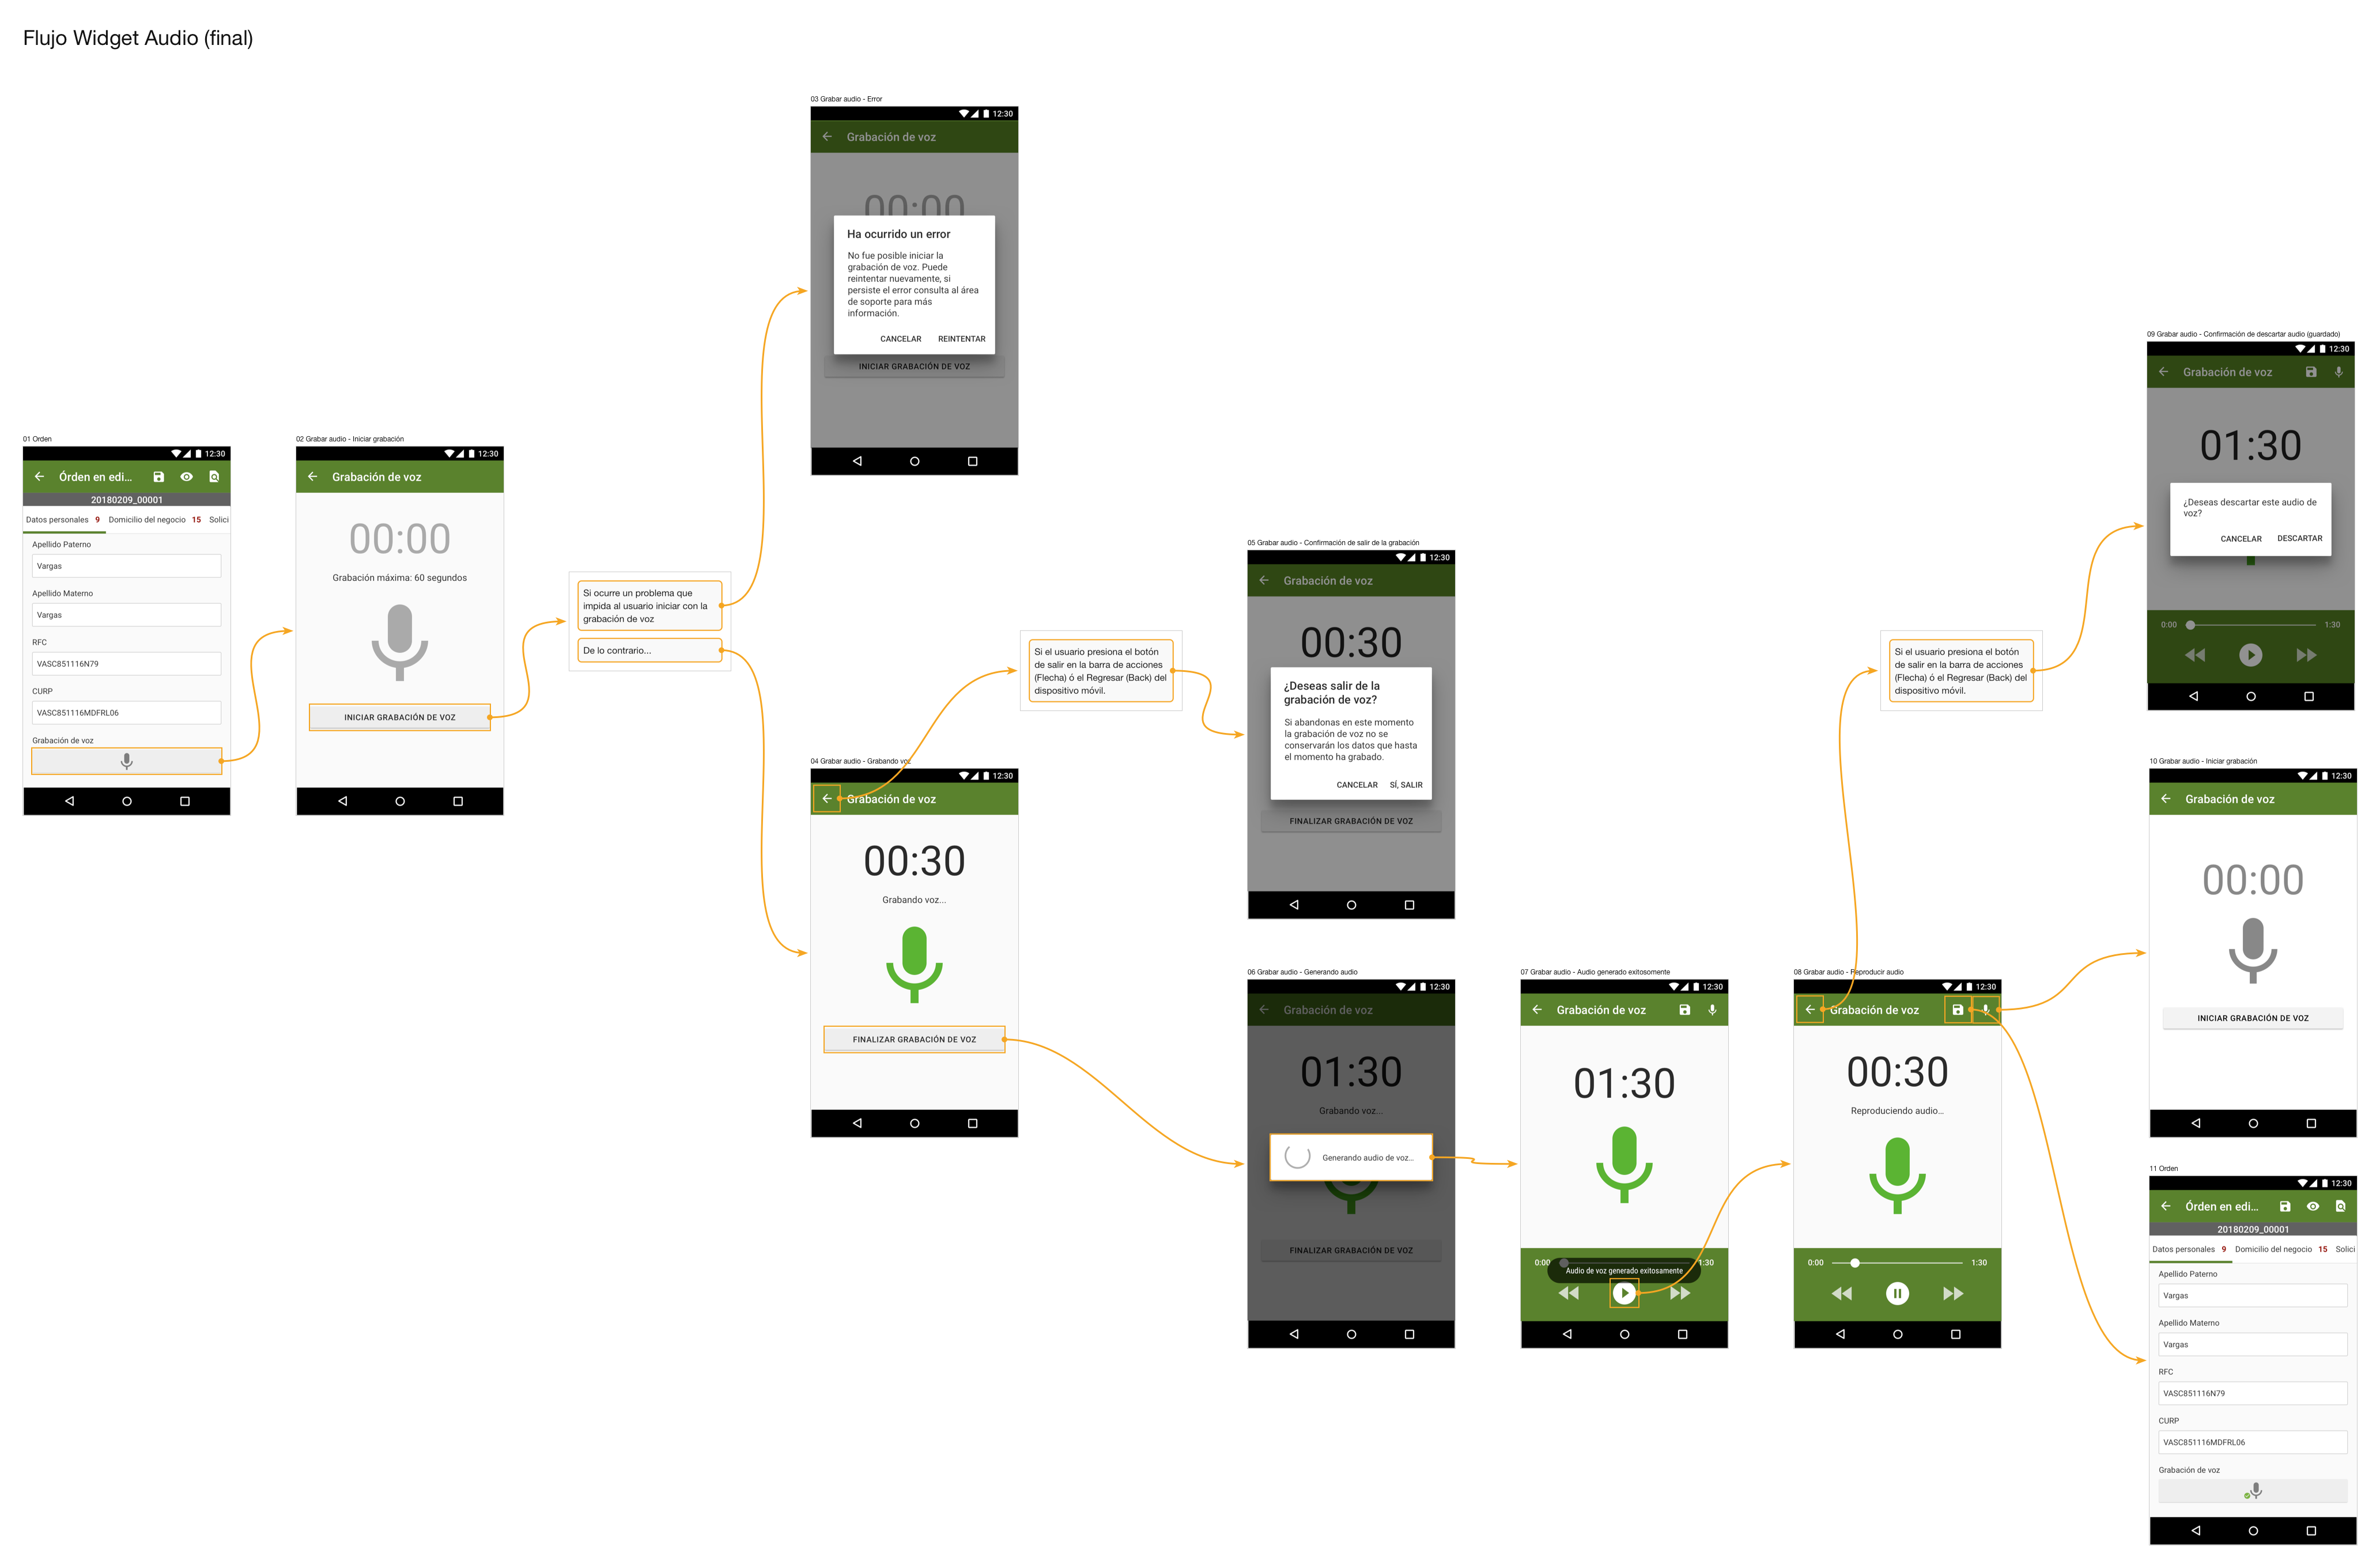 Flujo Widget Audio (final)
01 Orden
12:30
Órden en edi...
20180209_00001
Datos personales 9 Domicilio del negocio 15 Solici
Apellido Paterno
Vargas
Apellido Materno
Vargas
RFC
VASC851116N79
CURP
VASC851116MDFRL06
Grabación de voz
02 Grabar audio - Iniciar grabación
12:30
Grabación de voz
00:00
Grabación máxima: 60 segundos
INICIAR GRABACIÓN DE VOZ
Si ocurre un problema que
impida al usuario iniciar con la
grabación de voz
De lo contrario...
03 Grabar audio - Error
12:30
Grabación de voz
00:00
Ha ocurrido un error
No fue posible iniciar la
grabación de voz. Puede
reintentar nuevamente, si
persiste el error consulta al área
de soporte para más
información.
CANCELAR REINTENTAR
INICIAR GRABACIÓN DE VOZ
04 Grabar audio - Grabando voz
12:30
Grabación de voz
00:30
Grabando voz...
FINALIZAR GRABACIÓN DE VOZ
Si el usuario presiona el botón
de salir en la barra de acciones
(Flecha) ó el Regresar (Back) del
dispositivo móvil.
05 Grabar audio - Confirmación de salir de la grabación
12:30
Grabación de voz
00:30
¿Deseas salir de la
grabación de voz?
Si abandonas en este momento
la grabación de voz no se
conservarán los datos que hasta
el momento ha grabado.
CANCELAR SÍ, SALIR
FINALIZAR GRABACIÓN DE VOZ
06 Grabar audio - Generando audio
12:30
Grabación de voz
01:30
Grabando voz...
Generando audio de voz...
FINALIZAR GRABACIÓN DE VOZ
07 Grabar audio - Audio generado exitosomente
12:30
Grabación de voz
01:30
0:00 1:30
Audio de voz generado exitosamente
08 Grabar audio - Reproducir audio
12:30
Grabación de voz
00:30
Reproduciendo audio...
0:00 1:30
Si el usuario presiona el botón
de salir en la barra de acciones
(Flecha) ó el Regresar (Back) del
dispositivo móvil.
09 Grabar audio - Confirmación de descartar audio (guardado)
12:30
Grabación de voz
01:30
¿Deseas descartar este audio de
voz?
CANCELAR DESCARTAR
0:00 1:30
10 Grabar audio - Iniciar grabación
12:30
Grabación de voz
00:00
INICIAR GRABACIÓN DE VOZ
11 Orden
12:30
Órden en edi...
20180209_00001
Datos personales 9 Domicilio del negocio 15 Solici
Apellido Paterno
Vargas
Apellido Materno
Vargas
RFC
VASC851116N79
CURP
VASC851116MDFRL06
Grabación de voz